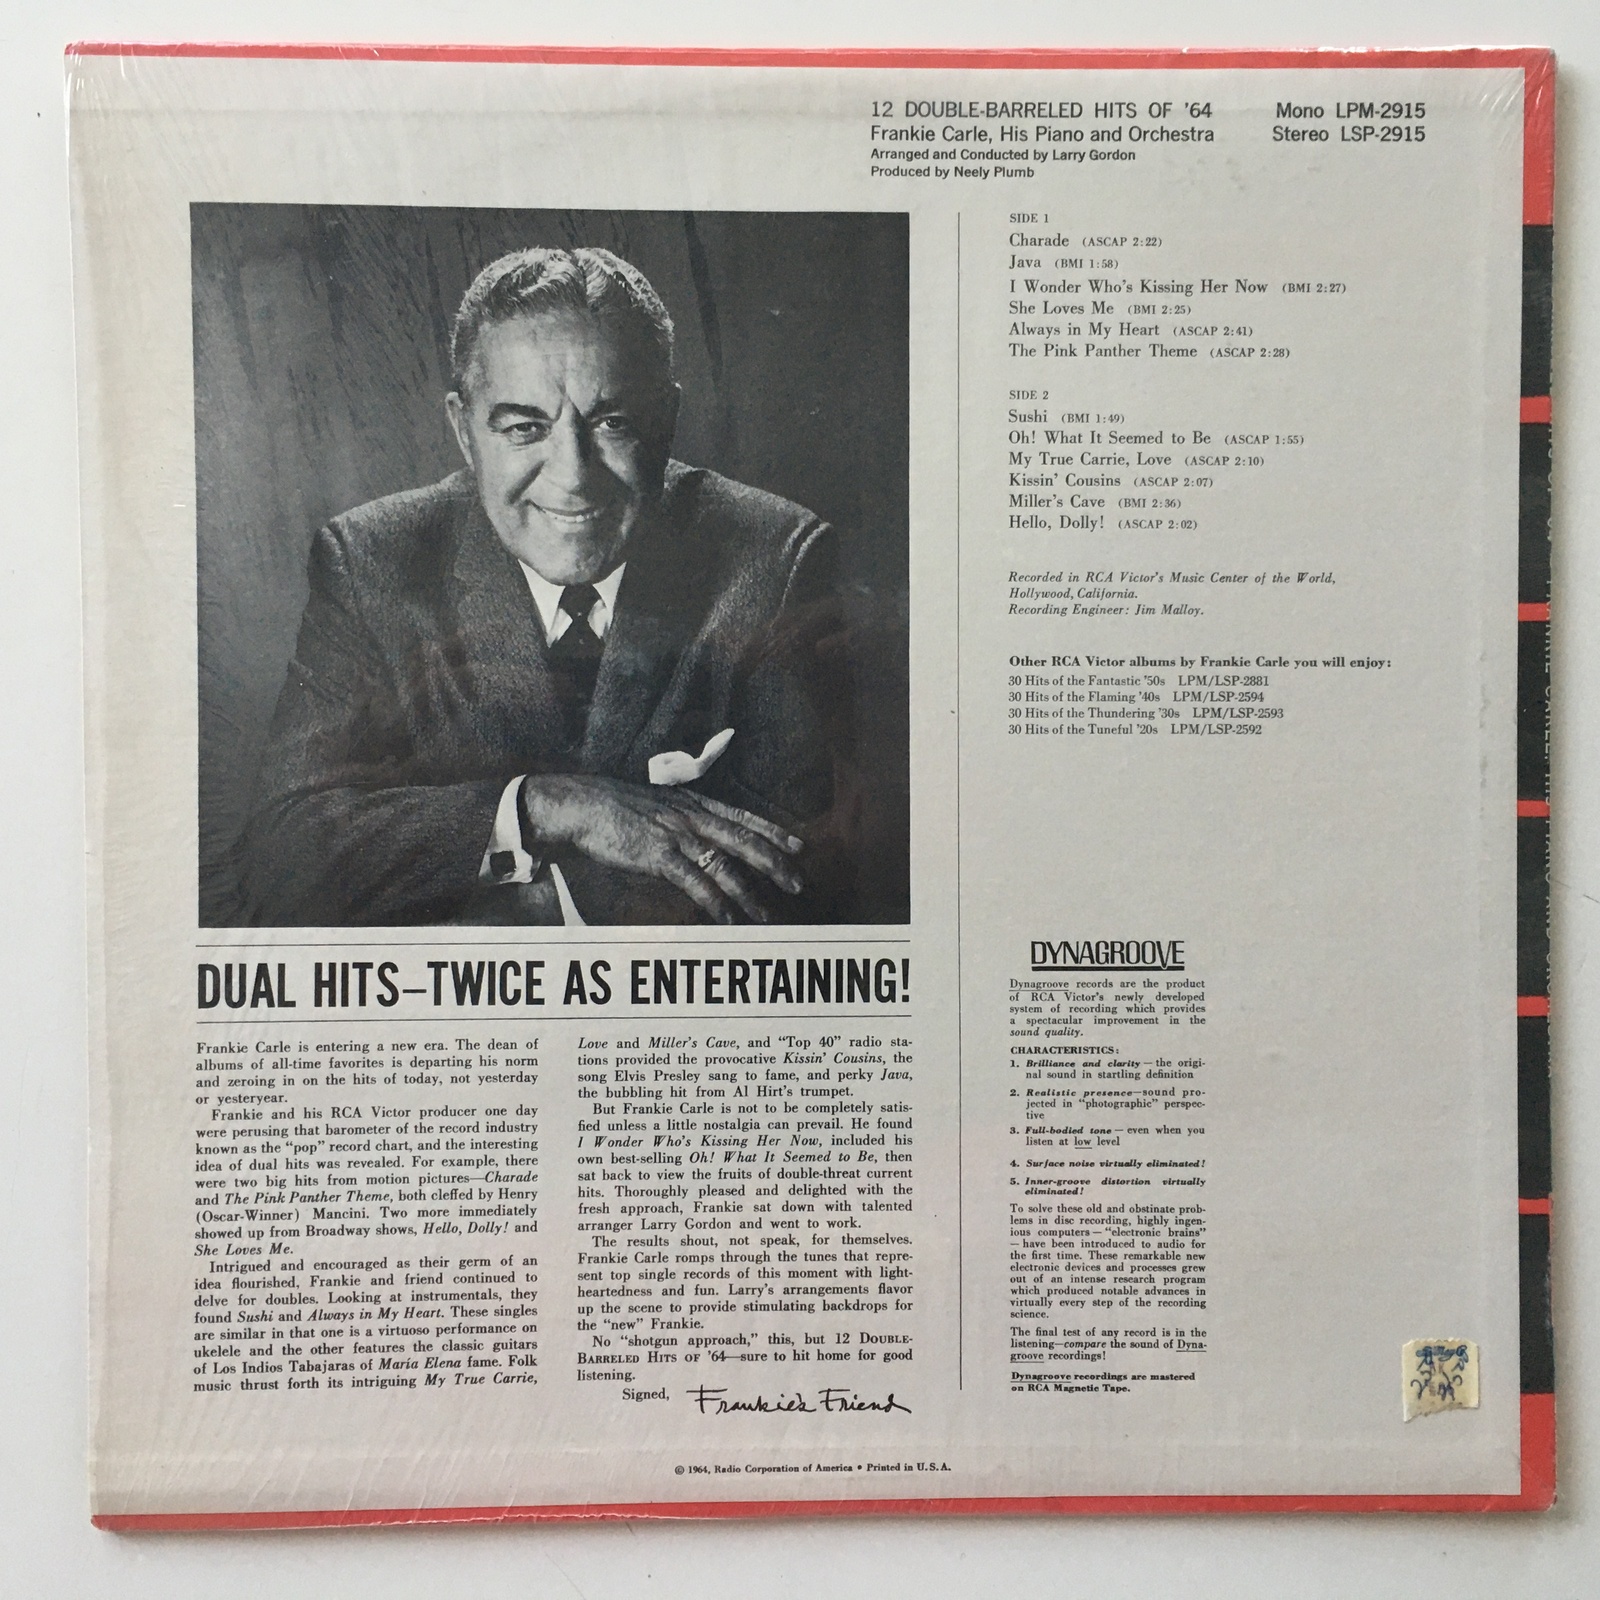 12 DOUBLE-BARRELED HITS OF '64
Mono LPM-2915
Frankie Carle, His Piano and Orchestra
Stereo LSP-2915
Arranged and Conducted by Larry Gordon
Produced by Neely Plumb
SIDE 1
Charade (ASCAP 2:22)
Java (BMI 1:58)
I Wonder Who's Kissing Her Now (BMI 2:27)
She Loves Me (BMI 2:25)
Always in My Heart (ASCAP 2:41)
The Pink Panther Theme (ASCAP 2:28)
SIDE 2
Sushi (BMI 1:49)
Oh! What It Seemed to Be (ASCAP 1:55)
My True Carrie, Love (ASCAP 2:10)
Kissin' Cousins (ASCAP 2:07)
Miller's Cave (BMI 2:36)
Hello, Dolly! (ASCAP 2:02)
Recorded in RCA Victor's Music Center of the World,
Hollywood, California.
Recording Engineer: Jim Malloy.
Other RCA Victor albums by Frankie Carle you will enjoy:
30 Hits of the Fantastic '50s LPM/LSP-2881
30 Hits of the Flaming '40s LPM/LSP-2594
30 Hits of the Thundering '30s LPM/LSP-2593
30 Hits of the Tuneful '20s LPM/LSP-2592
DUAL HITS–TWICE AS ENTERTAINING!
Frankie Carle is entering a new era. The dean of
albums of all-time favorites is departing his norm
and zeroing in on the hits of today, not yesterday
or yesteryear.
Frankie and his RCA Victor producer one day
were perusing that barometer of the record industry
known as the "pop" record chart, and the interesting
idea of dual hits was revealed. For example, there
were two big hits from motion pictures—Charade
and The Pink Panther Theme, both cleffed by Henry
(Oscar-Winner) Mancini. Two more immediately
showed up from Broadway shows, Hello, Dolly! and
She Loves Me.
Intrigued and encouraged as their germ of an
idea flourished, Frankie and friend continued to
delve for doubles. Looking at instrumentals, they
found Sushi and Always in My Heart. These singles
are similar in that one is a virtuoso performance on
ukelele and the other features the classic guitars
of Los Indios Tabajaras of María Elena fame. Folk
music thrust forth its intriguing My True Carrie,
Love and Miller's Cave, and "Top 40" radio sta-
tions provided the provocative Kissin' Cousins, the
song Elvis Presley sang to fame, and perky Java,
the bubbling hit from Al Hirt's trumpet.
But Frankie Carle is not to be completely satis-
fied unless a little nostalgia can prevail. He found
I Wonder Who's Kissing Her Now, included his
own best-selling Oh! What It Seemed to Be, then
sat back to view the fruits of double-threat current
hits. Thoroughly pleased and delighted with the
fresh approach, Frankie sat down with talented
arranger Larry Gordon and went to work.
The results shout, not speak, for themselves.
Frankie Carle romps through the tunes that repre-
sent top single records of this moment with light-
heartedness and fun. Larry's arrangements flavor
up the scene to provide stimulating backdrops for
the "new" Frankie.
No "shotgun approach," this, but 12 DOUBLE-
BARRELED HITS OF '64—sure to hit home for good
listening.
Signed, Frankie's Friend
DYNAGROOVE
Dynagroove records are the product
of RCA Victor's newly developed
system of recording which provides
a spectacular improvement in the
sound quality.
CHARACTERISTICS:
1. Brilliance and clarity — the origi-
nal sound in startling definition
2. Realistic presence—sound pro-
jected in "photographic" perspec-
tive
3. Full-bodied tone — even when you
listen at low level
4. Surface noise virtually eliminated!
5. Inner-groove distortion virtually
eliminated!
To solve these old and obstinate prob-
lems in disc recording, highly ingen-
ious computers — "electronic brains"
— have been introduced to audio for
the first time. These remarkable new
electronic devices and processes grew
out of an intense research program
which produced notable advances in
virtually every step of the recording
science.
The final test of any record is in the
listening—compare the sound of Dyna-
groove recordings!
Dynagroove recordings are mastered
on RCA Magnetic Tape.
© 1964, Radio Corporation of America • Printed in U.S.A.